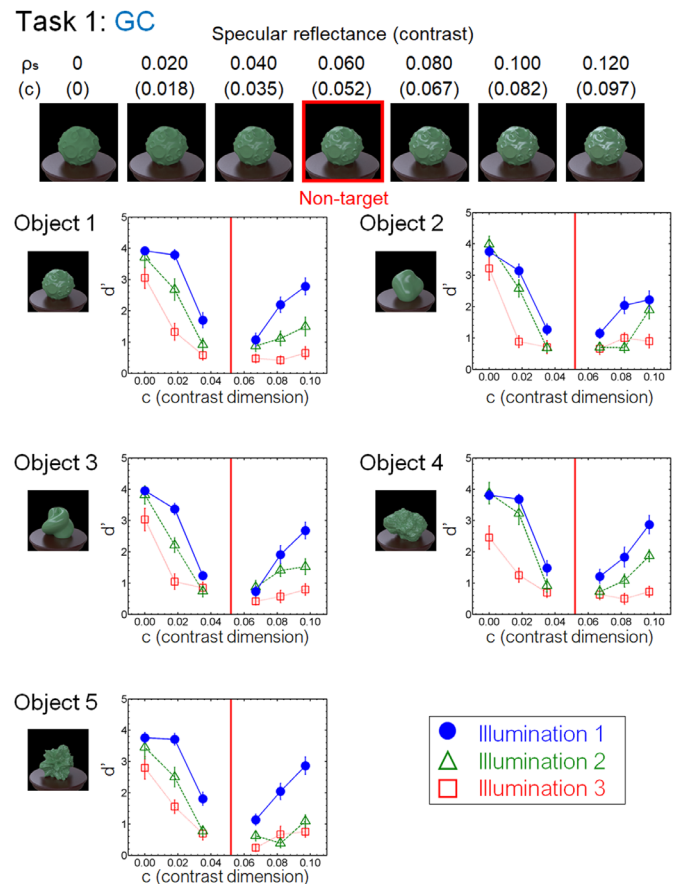 Task 1: GC
Specular reflectance (contrast)
ρs 0 0.020 0.040 0.060 0.080 0.100 0.120
(c) (0) (0.018) (0.035) (0.052) (0.067) (0.082) (0.097)
Non-target
Object 1
5
4
3
2
1
0
d'
0.00 0.02 0.04 0.06 0.08 0.10
c (contrast dimension)
Object 2
5
4
3
2
1
0
d'
0.00 0.02 0.04 0.06 0.08 0.10
c (contrast dimension)
Object 3
5
4
3
2
1
0
d'
0.00 0.02 0.04 0.06 0.08 0.10
c (contrast dimension)
Object 4
5
4
3
2
1
0
d'
0.00 0.02 0.04 0.06 0.08 0.10
c (contrast dimension)
Object 5
5
4
3
2
1
0
d'
0.00 0.02 0.04 0.06 0.08 0.10
c (contrast dimension)
Illumination 1
Illumination 2
Illumination 3